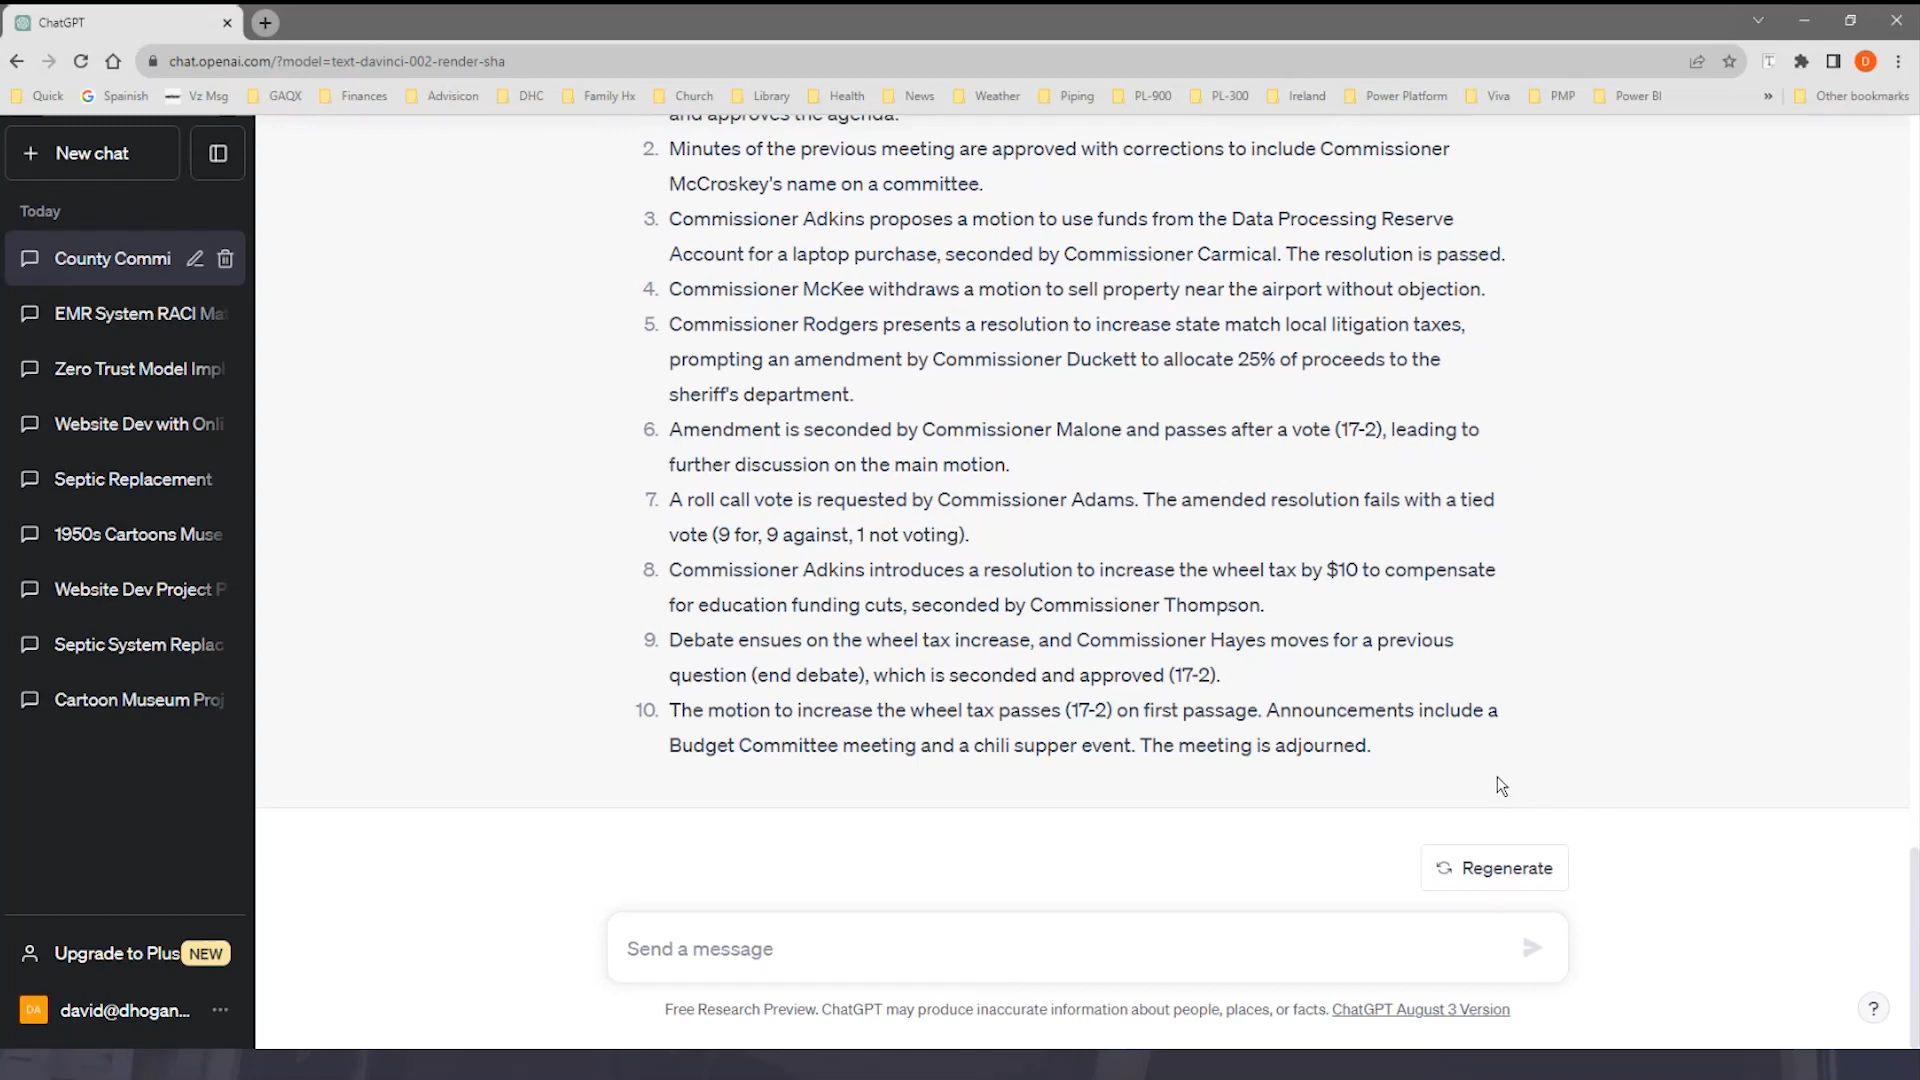 ChatGPT
chat.openai.com/?model=text-davinci-002-render-sha
D
Quick
Spainish
Vz Msg
GAQX
Finances
Advisicon
DHC
Family Hx
Church
Library
Health
News
Weather
Piping
PL-900
PL-300
Ireland
Power Platform
Viva
PMP
Power BI
»
Other bookmarks
New chat
Today
County Commi
EMR System RACI Ma
Zero Trust Model Impl
Website Dev with Onli
Septic Replacement
1950s Cartoons Muse
Website Dev Project P
Septic System Replac
Cartoon Museum Proj
Upgrade to Plus NEW
DA david@dhogan...
and approves the agenda.
2. Minutes of the previous meeting are approved with corrections to include Commissioner
McCroskey's name on a committee.
3. Commissioner Adkins proposes a motion to use funds from the Data Processing Reserve
Account for a laptop purchase, seconded by Commissioner Carmical. The resolution is passed.
4. Commissioner McKee withdraws a motion to sell property near the airport without objection.
5. Commissioner Rodgers presents a resolution to increase state match local litigation taxes,
prompting an amendment by Commissioner Duckett to allocate 25% of proceeds to the
sheriff's department.
6. Amendment is seconded by Commissioner Malone and passes after a vote (17-2), leading to
further discussion on the main motion.
7. A roll call vote is requested by Commissioner Adams. The amended resolution fails with a tied
vote (9 for, 9 against, 1 not voting).
8. Commissioner Adkins introduces a resolution to increase the wheel tax by $10 to compensate
for education funding cuts, seconded by Commissioner Thompson.
9. Debate ensues on the wheel tax increase, and Commissioner Hayes moves for a previous
question (end debate), which is seconded and approved (17-2).
10. The motion to increase the wheel tax passes (17-2) on first passage. Announcements include a
Budget Committee meeting and a chili supper event. The meeting is adjourned.
Regenerate
Send a message
Free Research Preview. ChatGPT may produce inaccurate information about people, places, or facts. ChatGPT August 3 Version
?